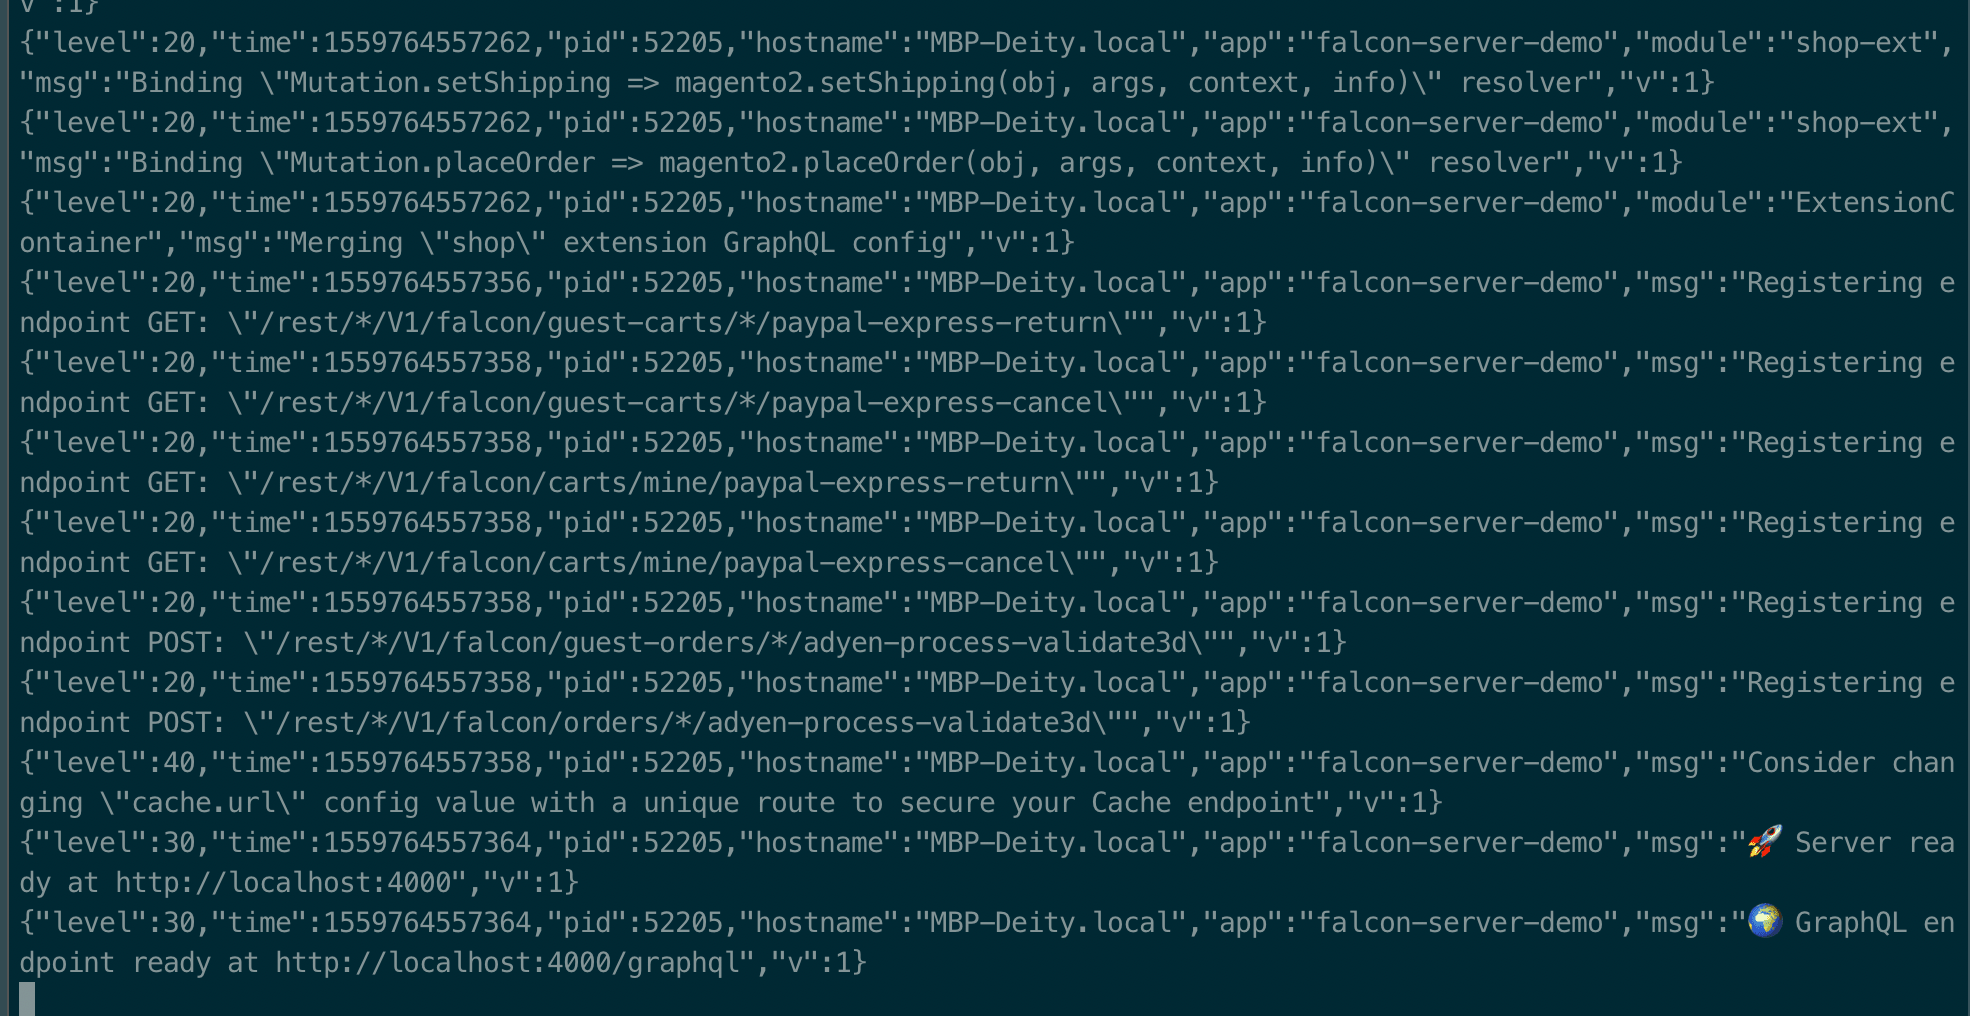 v":1}
{"level":20,"time":1559764557262,"pid":52205,"hostname":"MBP-Deity.local","app":"falcon-server-demo","module":"shop-ext",
"msg":"Binding \"Mutation.setShipping => magento2.setShipping(obj, args, context, info)\" resolver","v":1}
{"level":20,"time":1559764557262,"pid":52205,"hostname":"MBP-Deity.local","app":"falcon-server-demo","module":"shop-ext",
"msg":"Binding \"Mutation.placeOrder => magento2.placeOrder(obj, args, context, info)\" resolver","v":1}
{"level":20,"time":1559764557262,"pid":52205,"hostname":"MBP-Deity.local","app":"falcon-server-demo","module":"ExtensionC
ontainer","msg":"Merging \"shop\" extension GraphQL config","v":1}
{"level":20,"time":1559764557356,"pid":52205,"hostname":"MBP-Deity.local","app":"falcon-server-demo","msg":"Registering e
ndpoint GET: \"/rest/*/V1/falcon/guest-carts/*/paypal-express-return\"","v":1}
{"level":20,"time":1559764557358,"pid":52205,"hostname":"MBP-Deity.local","app":"falcon-server-demo","msg":"Registering e
ndpoint GET: \"/rest/*/V1/falcon/guest-carts/*/paypal-express-cancel\"","v":1}
{"level":20,"time":1559764557358,"pid":52205,"hostname":"MBP-Deity.local","app":"falcon-server-demo","msg":"Registering e
ndpoint GET: \"/rest/*/V1/falcon/carts/mine/paypal-express-return\"","v":1}
{"level":20,"time":1559764557358,"pid":52205,"hostname":"MBP-Deity.local","app":"falcon-server-demo","msg":"Registering e
ndpoint GET: \"/rest/*/V1/falcon/carts/mine/paypal-express-cancel\"","v":1}
{"level":20,"time":1559764557358,"pid":52205,"hostname":"MBP-Deity.local","app":"falcon-server-demo","msg":"Registering e
ndpoint POST: \"/rest/*/V1/falcon/guest-orders/*/adyen-process-validate3d\"","v":1}
{"level":20,"time":1559764557358,"pid":52205,"hostname":"MBP-Deity.local","app":"falcon-server-demo","msg":"Registering e
ndpoint POST: \"/rest/*/V1/falcon/orders/*/adyen-process-validate3d\"","v":1}
{"level":40,"time":1559764557358,"pid":52205,"hostname":"MBP-Deity.local","app":"falcon-server-demo","msg":"Consider chan
ging \"cache.url\" config value with a unique route to secure your Cache endpoint","v":1}
{"level":30,"time":1559764557364,"pid":52205,"hostname":"MBP-Deity.local","app":"falcon-server-demo","msg":"🚀 Server rea
dy at http://localhost:4000","v":1}
{"level":30,"time":1559764557364,"pid":52205,"hostname":"MBP-Deity.local","app":"falcon-server-demo","msg":"🌍 GraphQL en
dpoint ready at http://localhost:4000/graphql","v":1}